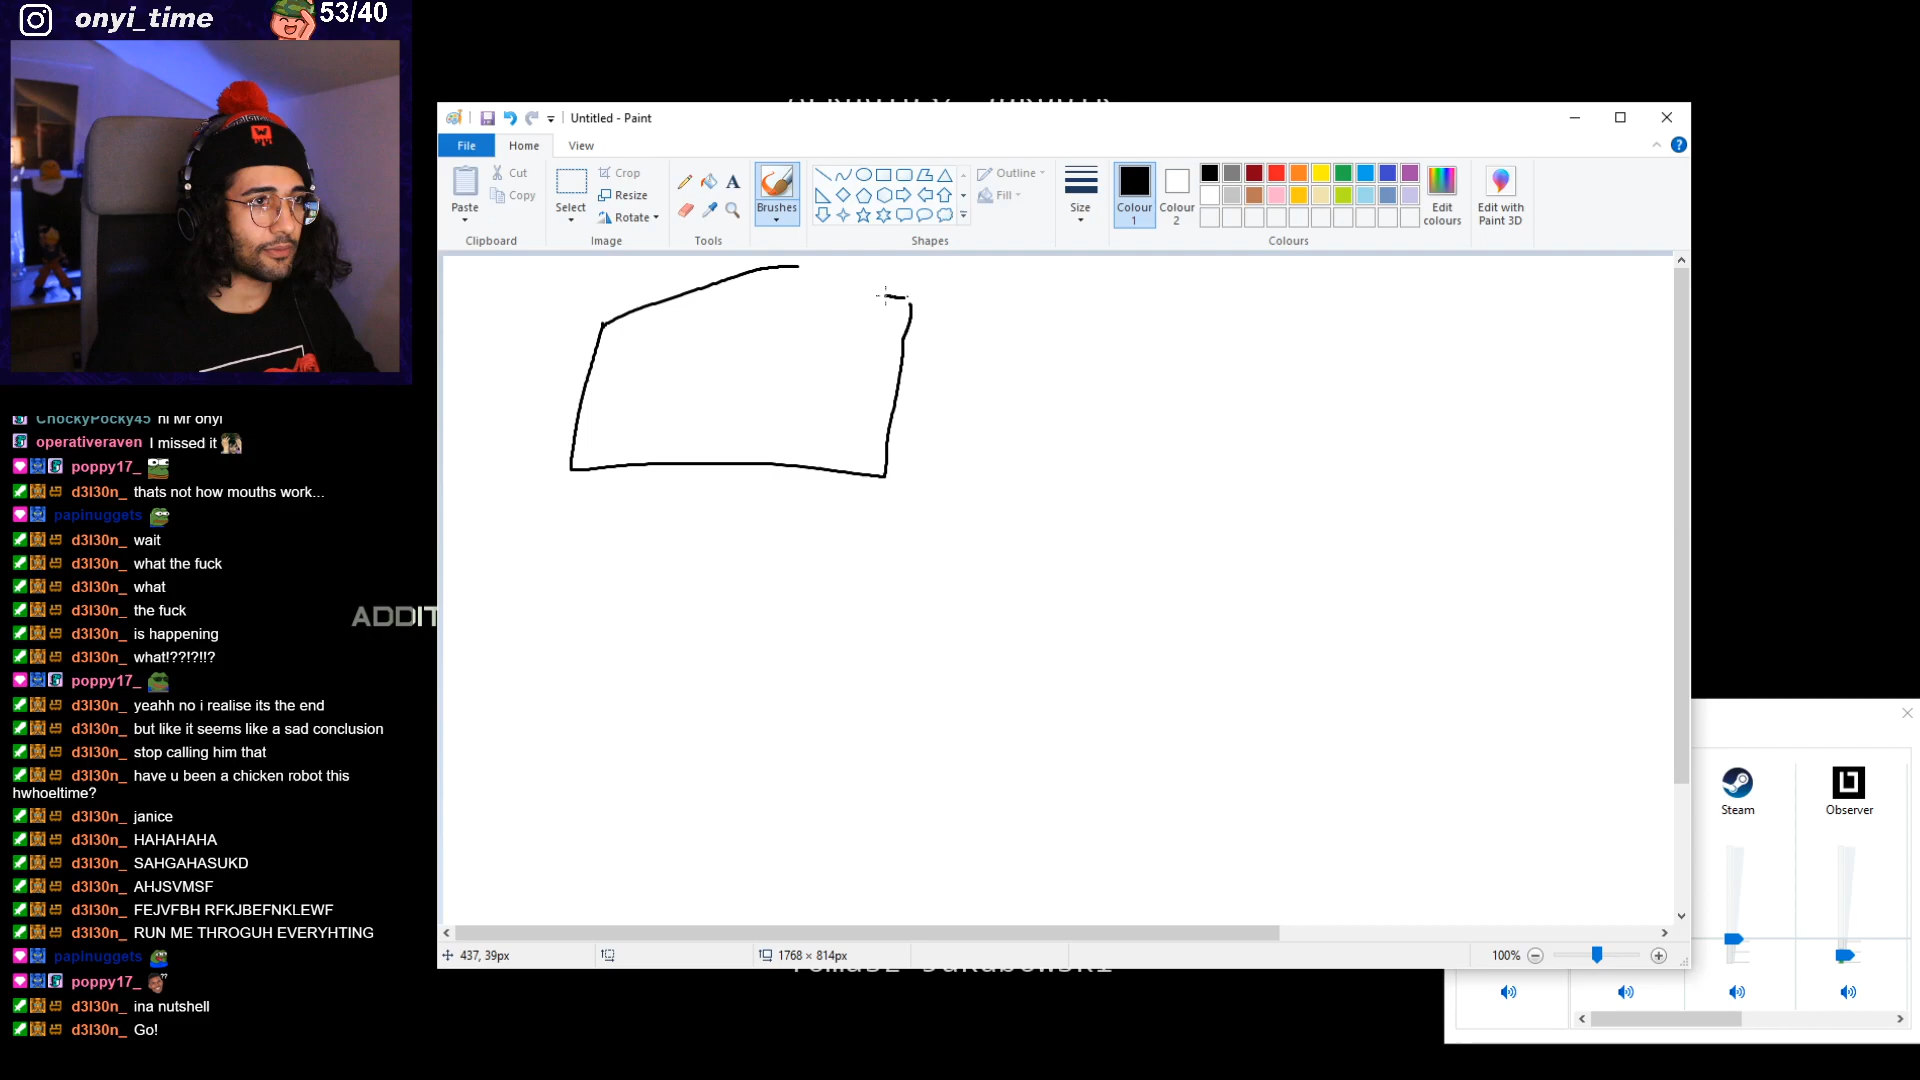 onyi_time
53/40
Untitled - Paint
File
Home
View
Paste
Cut
Copy
Clipboard
Select
Crop
Resize
Rotate
Image
Tools
Brushes
Shapes
Outline
Fill
Size
Colour
1
Colour
2
Colours
Edit
colours
Edit with
Paint 3D
ChockyPocky45 hi Mr onyi
operativeraven I missed it
poppy17_
d3l30n_ thats not how mouths work...
papinuggets
d3l30n_ wait
d3l30n_ what the fuck
d3l30n_ what
d3l30n_ the fuck
d3l30n_ is happening
d3l30n_ what!??!?!!?
poppy17_
d3l30n_ yeahh no i realise its the end
d3l30n_ but like it seems like a sad conclusion
d3l30n_ stop calling him that
d3l30n_ have u been a chicken robot this
hwhoeltime?
d3l30n_ janice
d3l30n_ HAHAHAHA
d3l30n_ SAHGAHASUKD
d3l30n_ AHJSVMSF
d3l30n_ FEJVFBH RFKJBEFNKLEWF
d3l30n_ RUN ME THROGUH EVERYHTING
papinuggets
poppy17_
d3l30n_ ina nutshell
d3l30n_ Go!
ADDIT
437, 39px
1768 × 814px
100%
Steam
Observer